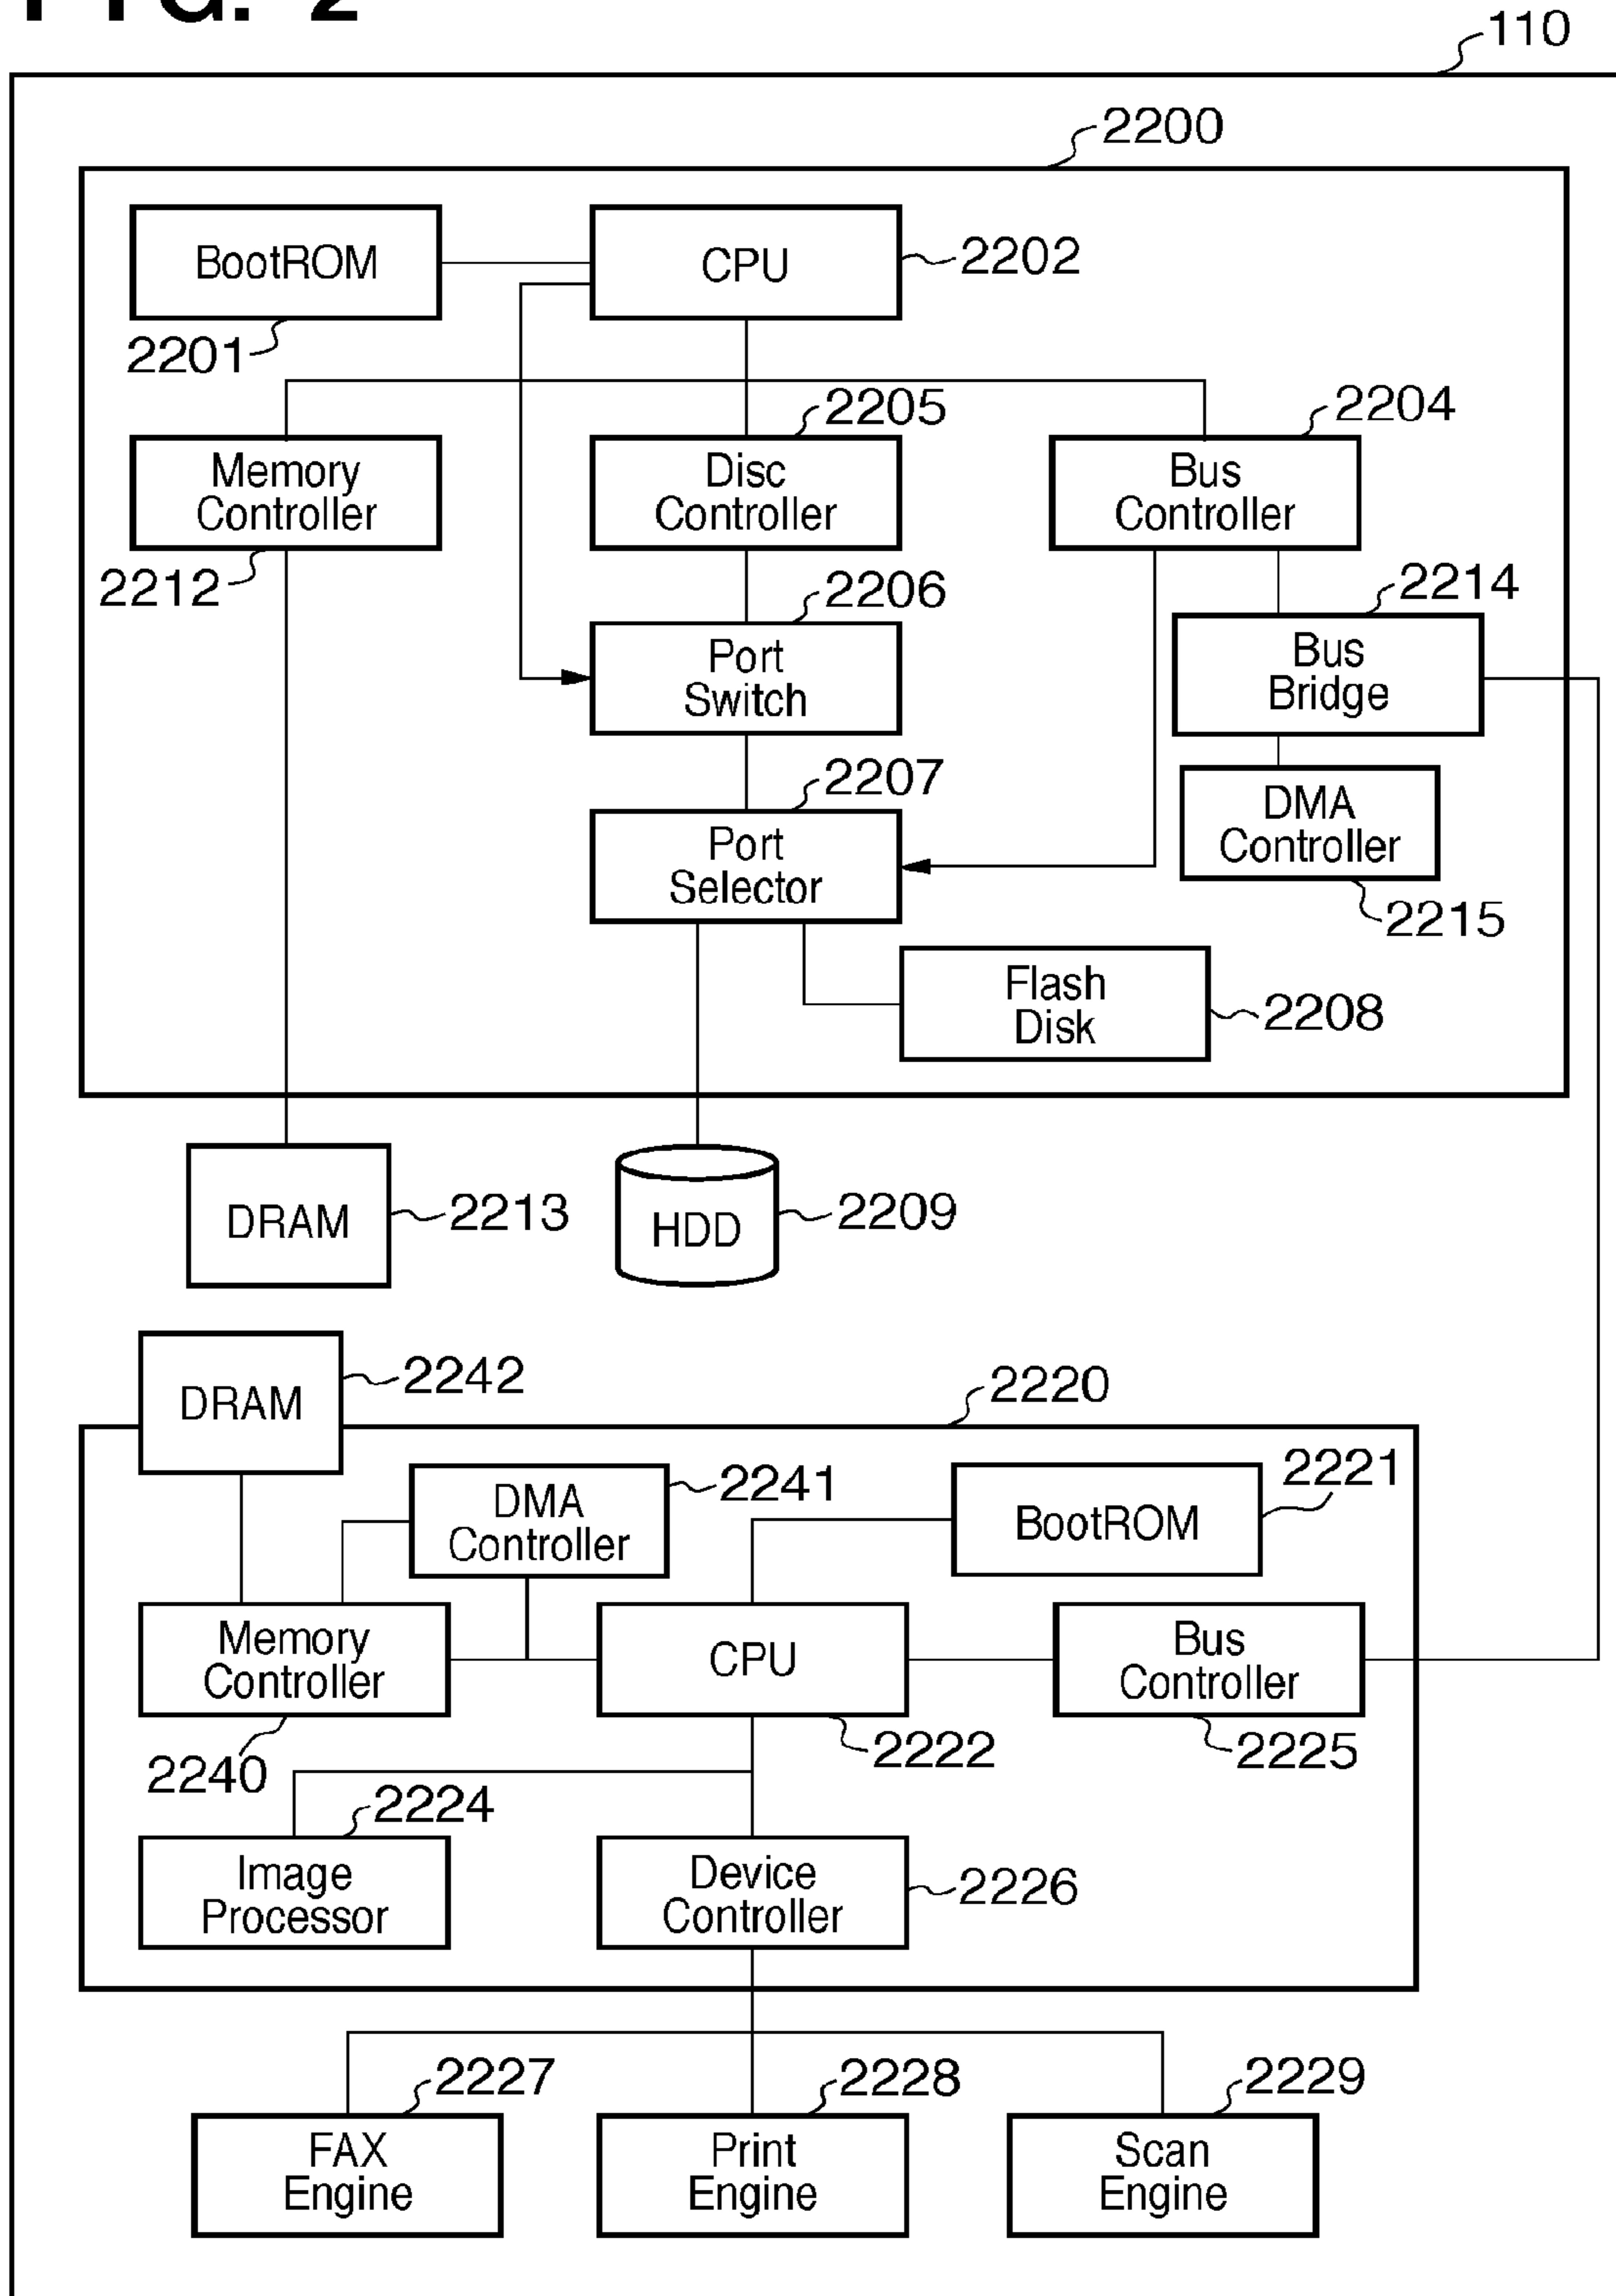 FIG. 2
110
2200
BootROM
CPU
2202
2201
2205
2204
Memory
Controller
Disc
Controller
Bus
Controller
2212
2206
2214
Port
Switch
Bus
Bridge
2207
Port
Selector
DMA
Controller
2215
Flash
Disk
2208
DRAM
2213
HDD
2209
DRAM
2242
2220
DMA
Controller
2241
BootROM
2221
Memory
Controller
CPU
Bus
Controller
2240
2222
2225
2224
Image
Processor
Device
Controller
2226
2227
2228
2229
FAX
Engine
Print
Engine
Scan
Engine